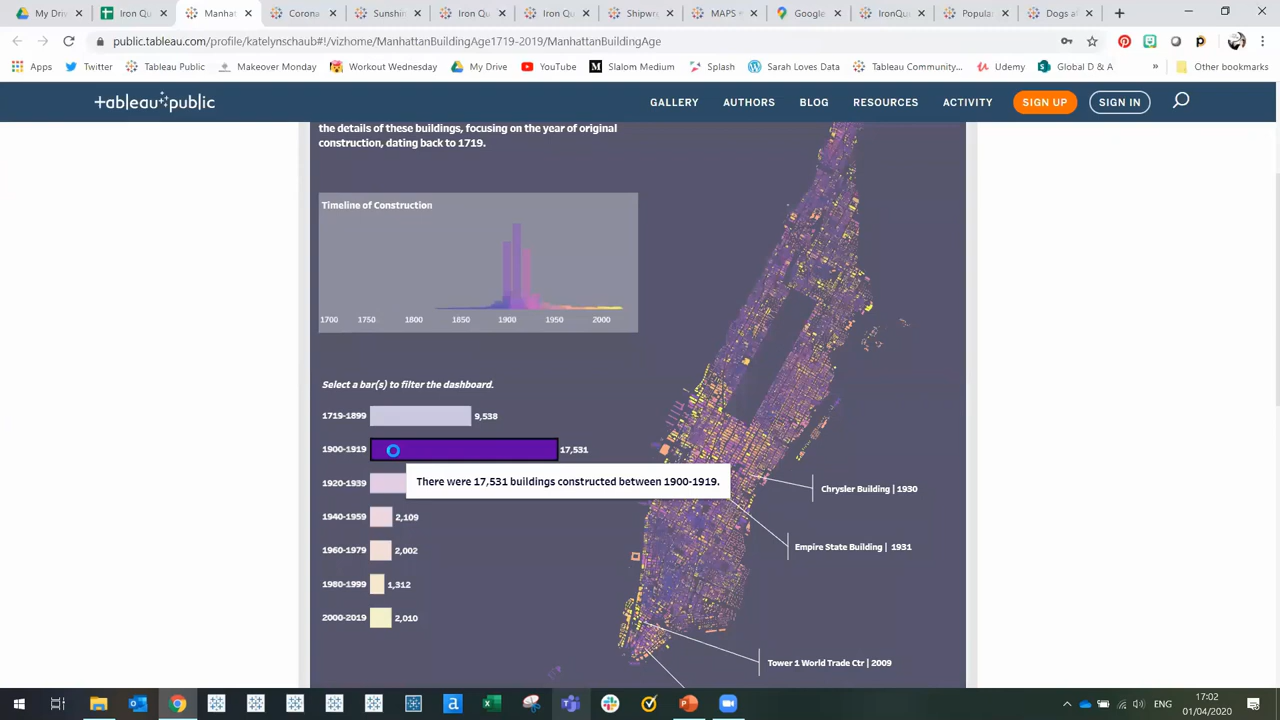 My Driv
Iron Qu
Manhat
Corona
Sunshin
Iron Qu
Iron Qu
Shipwr
MAPS
Google
IronQu
Popula
Dogs a
public.tableau.com/profile/katelynschaub#!/vizhome/ManhattanBuildingAge1719-2019/ManhattanBuildingAge
Apps
Twitter
Tableau Public
Makeover Monday
Workout Wednesday
My Drive
YouTube
Slalom Medium
Splash
Sarah Loves Data
Tableau Community...
Udemy
Global D & A
»
Other bookmarks
+ableau+public
GALLERY
AUTHORS
BLOG
RESOURCES
ACTIVITY
SIGN UP
SIGN IN
the details of these buildings, focusing on the year of original
construction, dating back to 1719.
Timeline of Construction
1700 1750 1800 1850 1900 1950 2000
Select a bar(s) to filter the dashboard.
1719-1899 9,538
1900-1919 17,531
There were 17,531 buildings constructed between 1900-1919.
1920-1939
1940-1959 2,109
1960-1979 2,002
1980-1999 1,312
2000-2019 2,010
Chrysler Building | 1930
Empire State Building | 1931
Tower 1 World Trade Ctr | 2009
ENG
17:02
01/04/2020